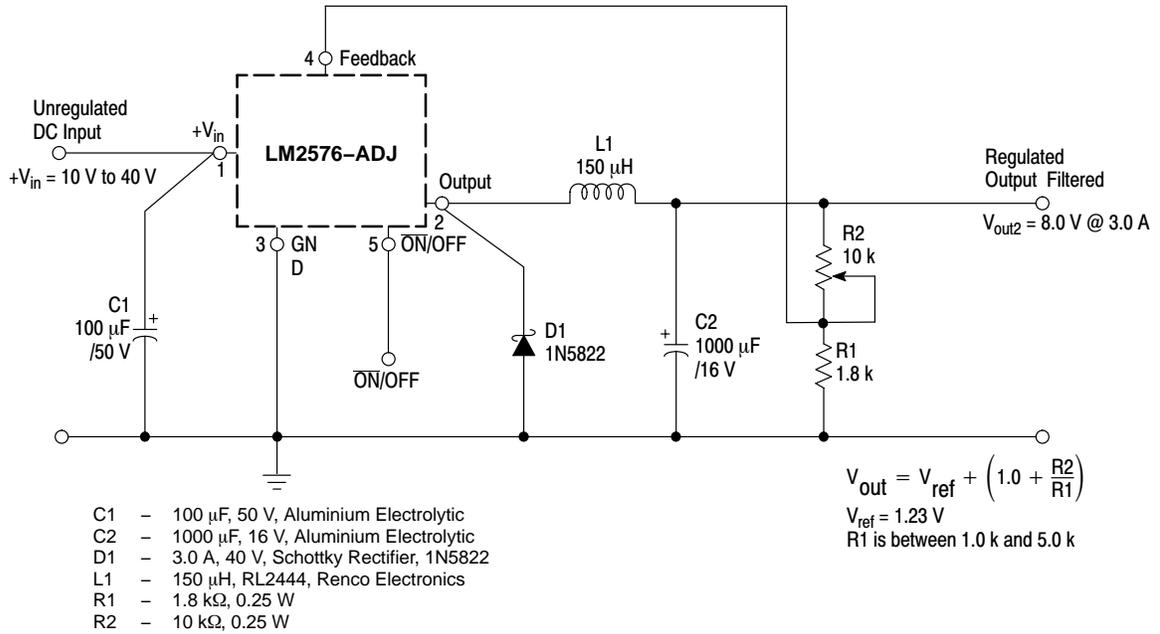 4 Feedback
Unregulated
DC Input
+Vin
1
+Vin = 10 V to 40 V
LM2576–ADJ
Output
2
3 GN
D
5 ON/OFF
ON/OFF
L1
150 μH
Regulated
Output Filtered
Vout2 = 8.0 V @ 3.0 A
R2
10 k
C1
100 μF
/50 V
+
D1
1N5822
+
C2
1000 μF
/16 V
R1
1.8 k
Vout = Vref + (1.0 + R2/R1)
Vref = 1.23 V
R1 is between 1.0 k and 5.0 k
C1 – 100 μF, 50 V, Aluminium Electrolytic
C2 – 1000 μF, 16 V, Aluminium Electrolytic
D1 – 3.0 A, 40 V, Schottky Rectifier, 1N5822
L1 – 150 μH, RL2444, Renco Electronics
R1 – 1.8 kΩ, 0.25 W
R2 – 10 kΩ, 0.25 W